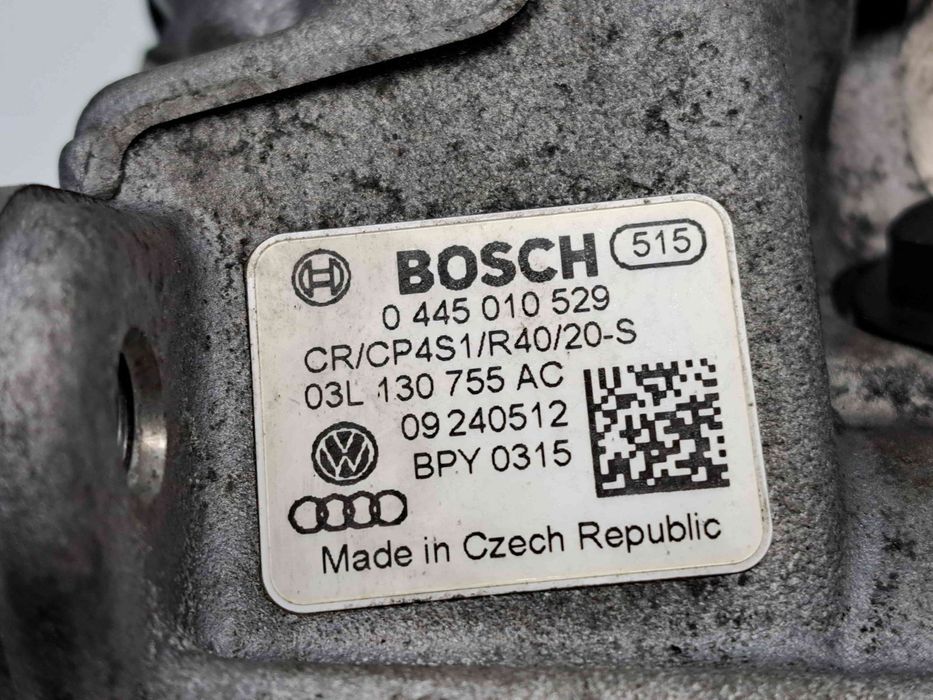 BOSCH 515
0 445 010 529
CR/CP4S1/R40/20-S
03L 130 755 AC
09 240512
BPY 0315
Made in Czech Republic